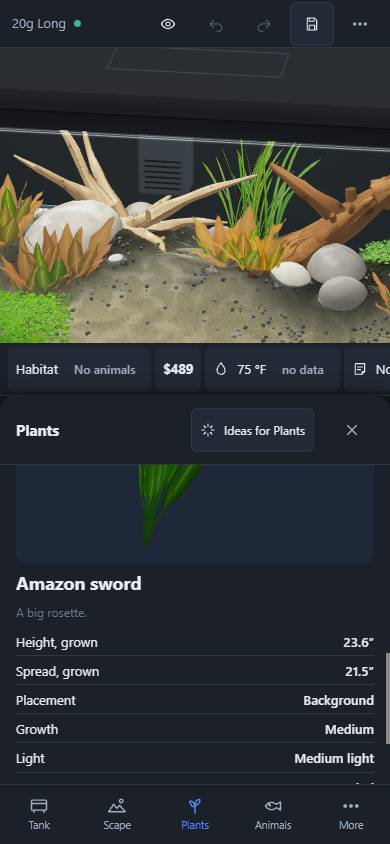 20g Long
Habitat No animals $489 75 °F no data No
Plants Ideas for Plants
Amazon sword
A big rosette.
Height, grown 23.6″
Spread, grown 21.5″
Placement Background
Growth Medium
Light Medium light
Tank Scape Plants Animals More